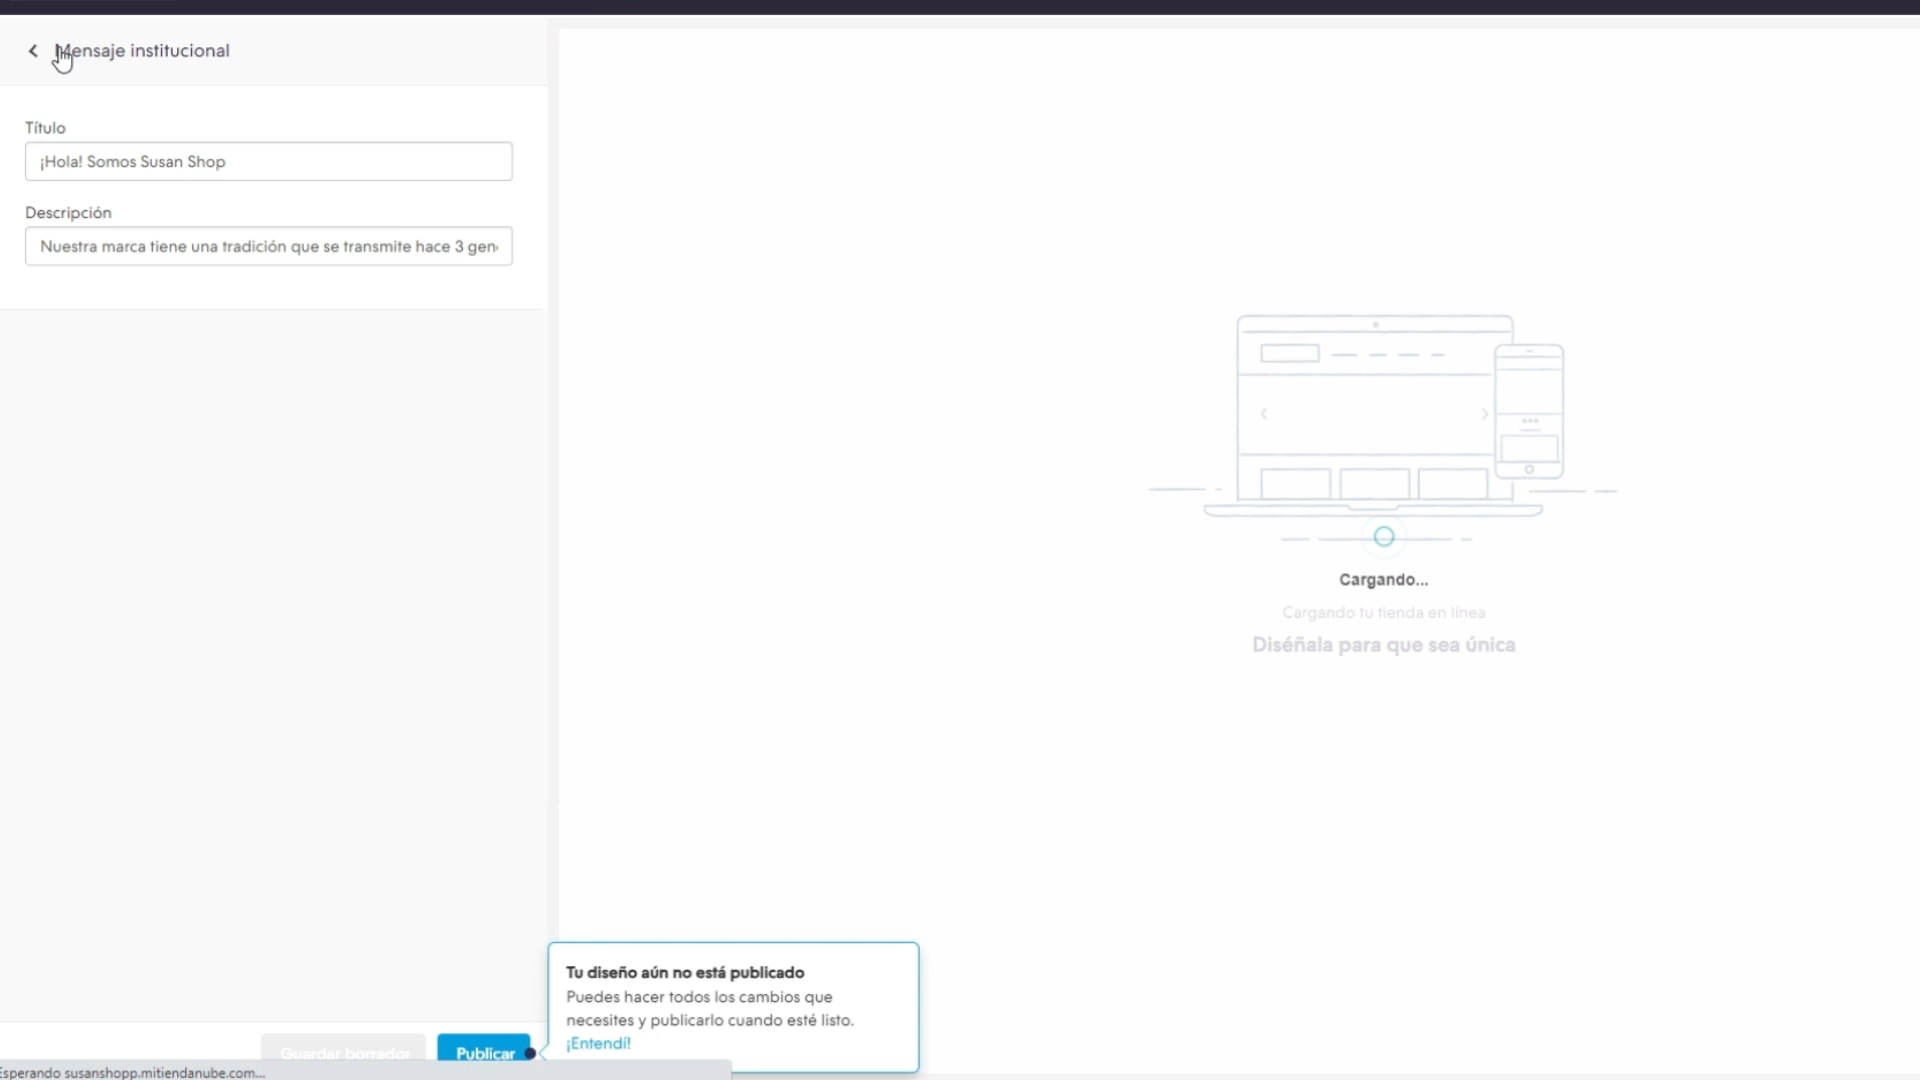 Mensaje institucional
Título
¡Hola! Somos Susan Shop
Descripción
Nuestra marca tiene una tradición que se transmite hace 3 gen
Cargando...
Cargando tu tienda en línea
Diséñala para que sea única
Tu diseño aún no está publicado
Puedes hacer todos los cambios que
necesites y publicarlo cuando esté listo.
¡Entendí!
Guardar borrador
Publicar
Esperando susanshopp.mitiendanube.com...